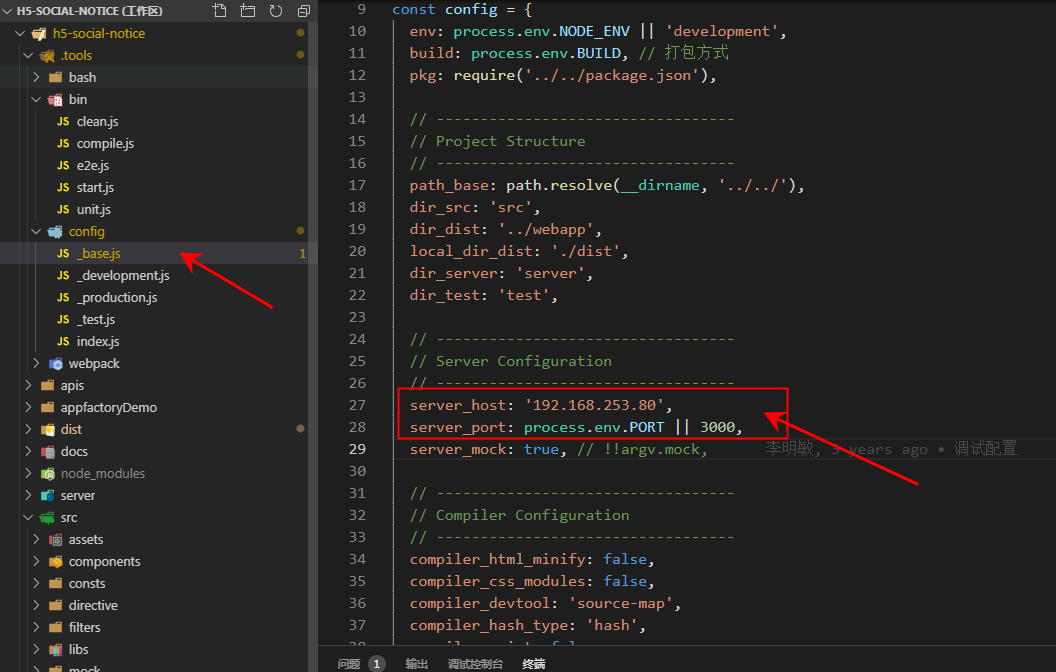 H5-SOCIAL-NOTICE (工作区)
h5-social-notice
.tools
bash
bin
JS clean.js
JS compile.js
JS e2e.js
JS start.js
JS unit.js
config
JS _base.js 1
JS _development.js
JS _production.js
JS _test.js
JS index.js
webpack
apis
appfactoryDemo
dist
docs
node_modules
server
src
assets
components
consts
directive
filters
libs
mock
9 const config = {
10 env: process.env.NODE_ENV || 'development',
11 build: process.env.BUILD, // 打包方式
12 pkg: require('../../package.json'),
13
14 // ----------------------------------
15 // Project Structure
16 // ----------------------------------
17 path_base: path.resolve(__dirname, '../../'),
18 dir_src: 'src',
19 dir_dist: '../webapp',
20 local_dir_dist: './dist',
21 dir_server: 'server',
22 dir_test: 'test',
23
24 // ----------------------------------
25 // Server Configuration
26 // ----------------------------------
27 server_host: '192.168.253.80',
28 server_port: process.env.PORT || 3000,
29 server_mock: true, // !!argv.mock, 李明敏, 3 years ago • 调试配置
30
31 // ----------------------------------
32 // Compiler Configuration
33 // ----------------------------------
34 compiler_html_minify: false,
35 compiler_css_modules: false,
36 compiler_devtool: 'source-map',
37 compiler_hash_type: 'hash',
38
问题 1 输出 调试控制台 终端